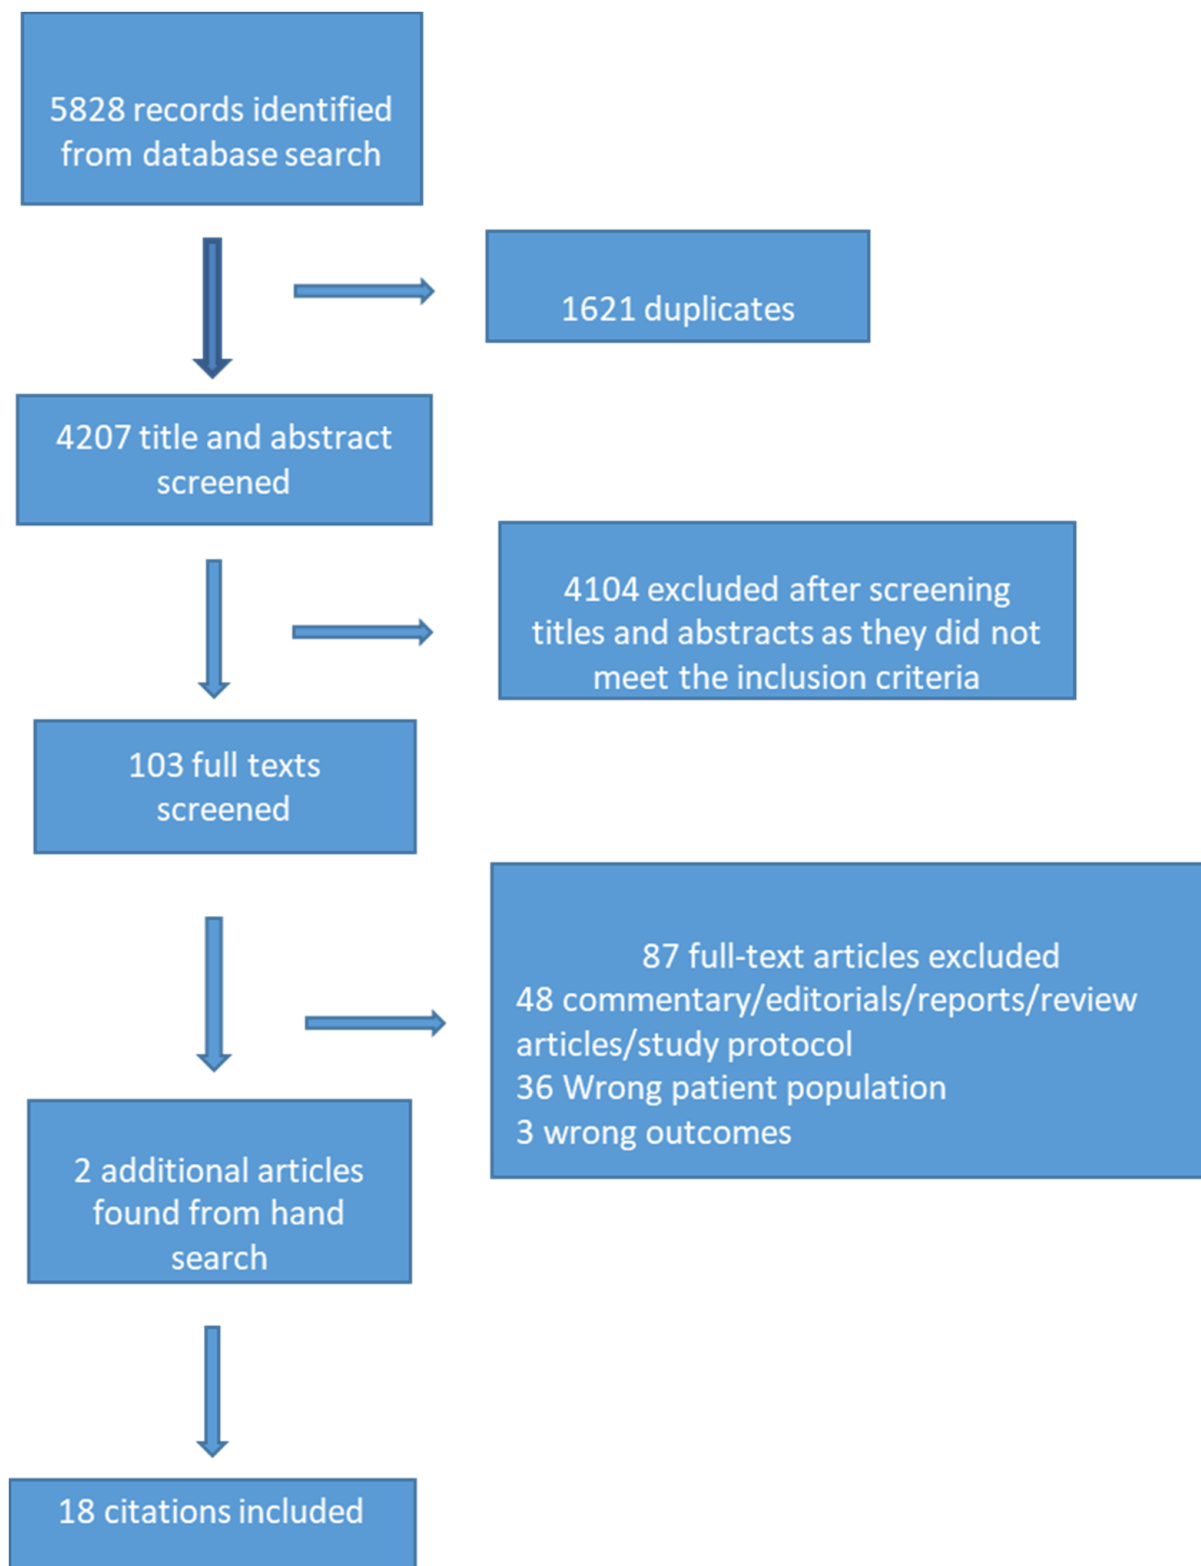 5828 records identified
from database search
1621 duplicates
4207 title and abstract
screened
4104 excluded after screening
titles and abstracts as they did not
meet the inclusion criteria
103 full texts
screened
87 full-text articles excluded
48 commentary/editorials/reports/review
articles/study protocol
36 Wrong patient population
3 wrong outcomes
2 additional articles
found from hand
search
18 citations included